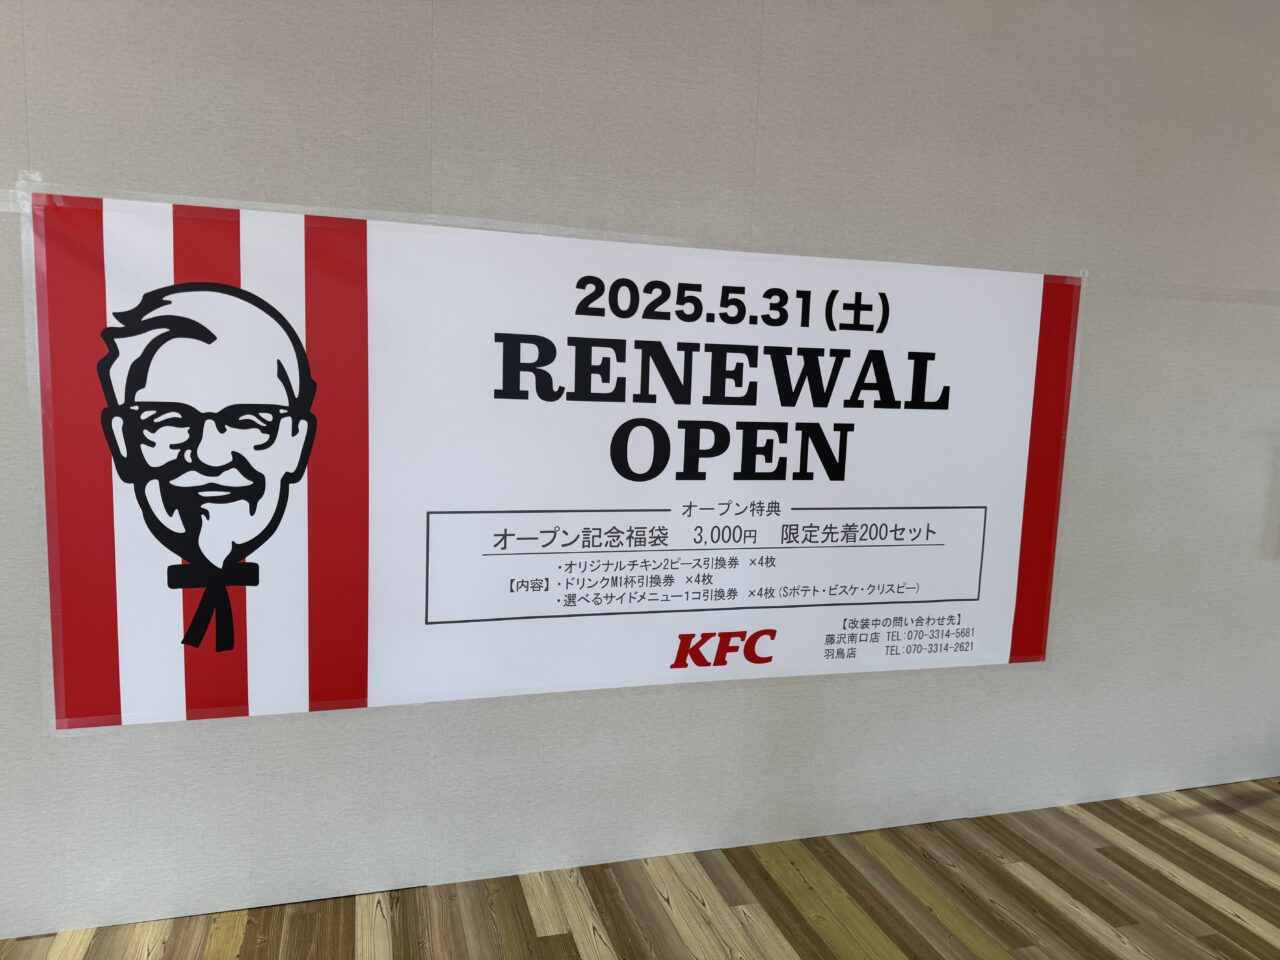 2025.5.31(土)
RENEWAL
OPEN
オープン特典
オープン記念福袋 3,000円 限定先着200セット
・オリジナルチキン2ピース引換券 ×4枚
【内容】・ドリンクM1杯引換券 ×4枚
・選べるサイドメニュー1コ引換券 ×4枚(Sポテト・ビスケ・クリスピー)
KFC
【改装中の問い合わせ先】
藤沢南口店 TEL:070-3314-5681
羽鳥店 TEL:070-3314-2621